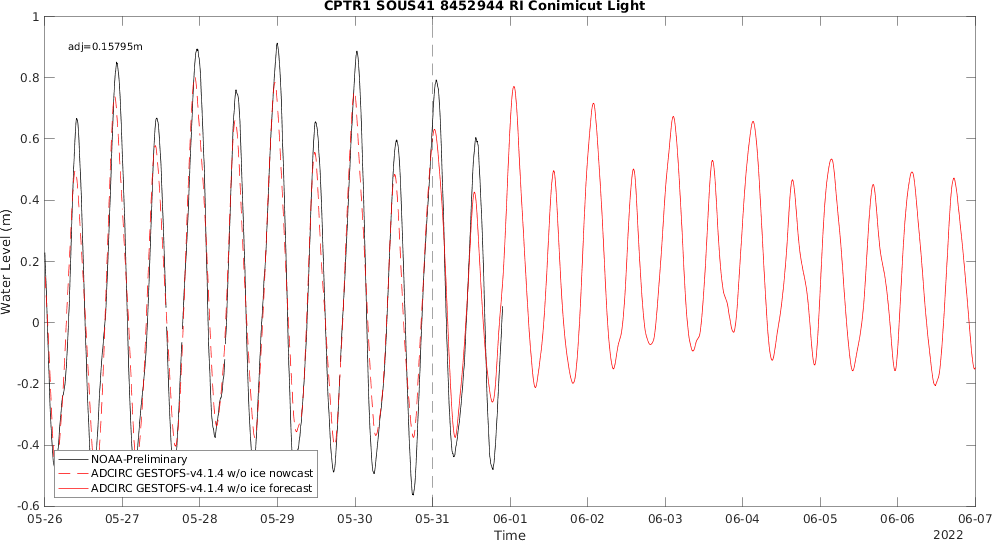 CPTR1 SOUS41 8452944 RI Conimicut Light
adj=0.15795m
Water Level (m)
1
0.8
0.6
0.4
0.2
0
-0.2
-0.4
-0.6
NOAA-Preliminary
ADCIRC GESTOFS-v4.1.4 w/o ice nowcast
ADCIRC GESTOFS-v4.1.4 w/o ice forecast
05-26 05-27 05-28 05-29 05-30 05-31 06-01 06-02 06-03 06-04 06-05 06-06 06-07
Time
2022